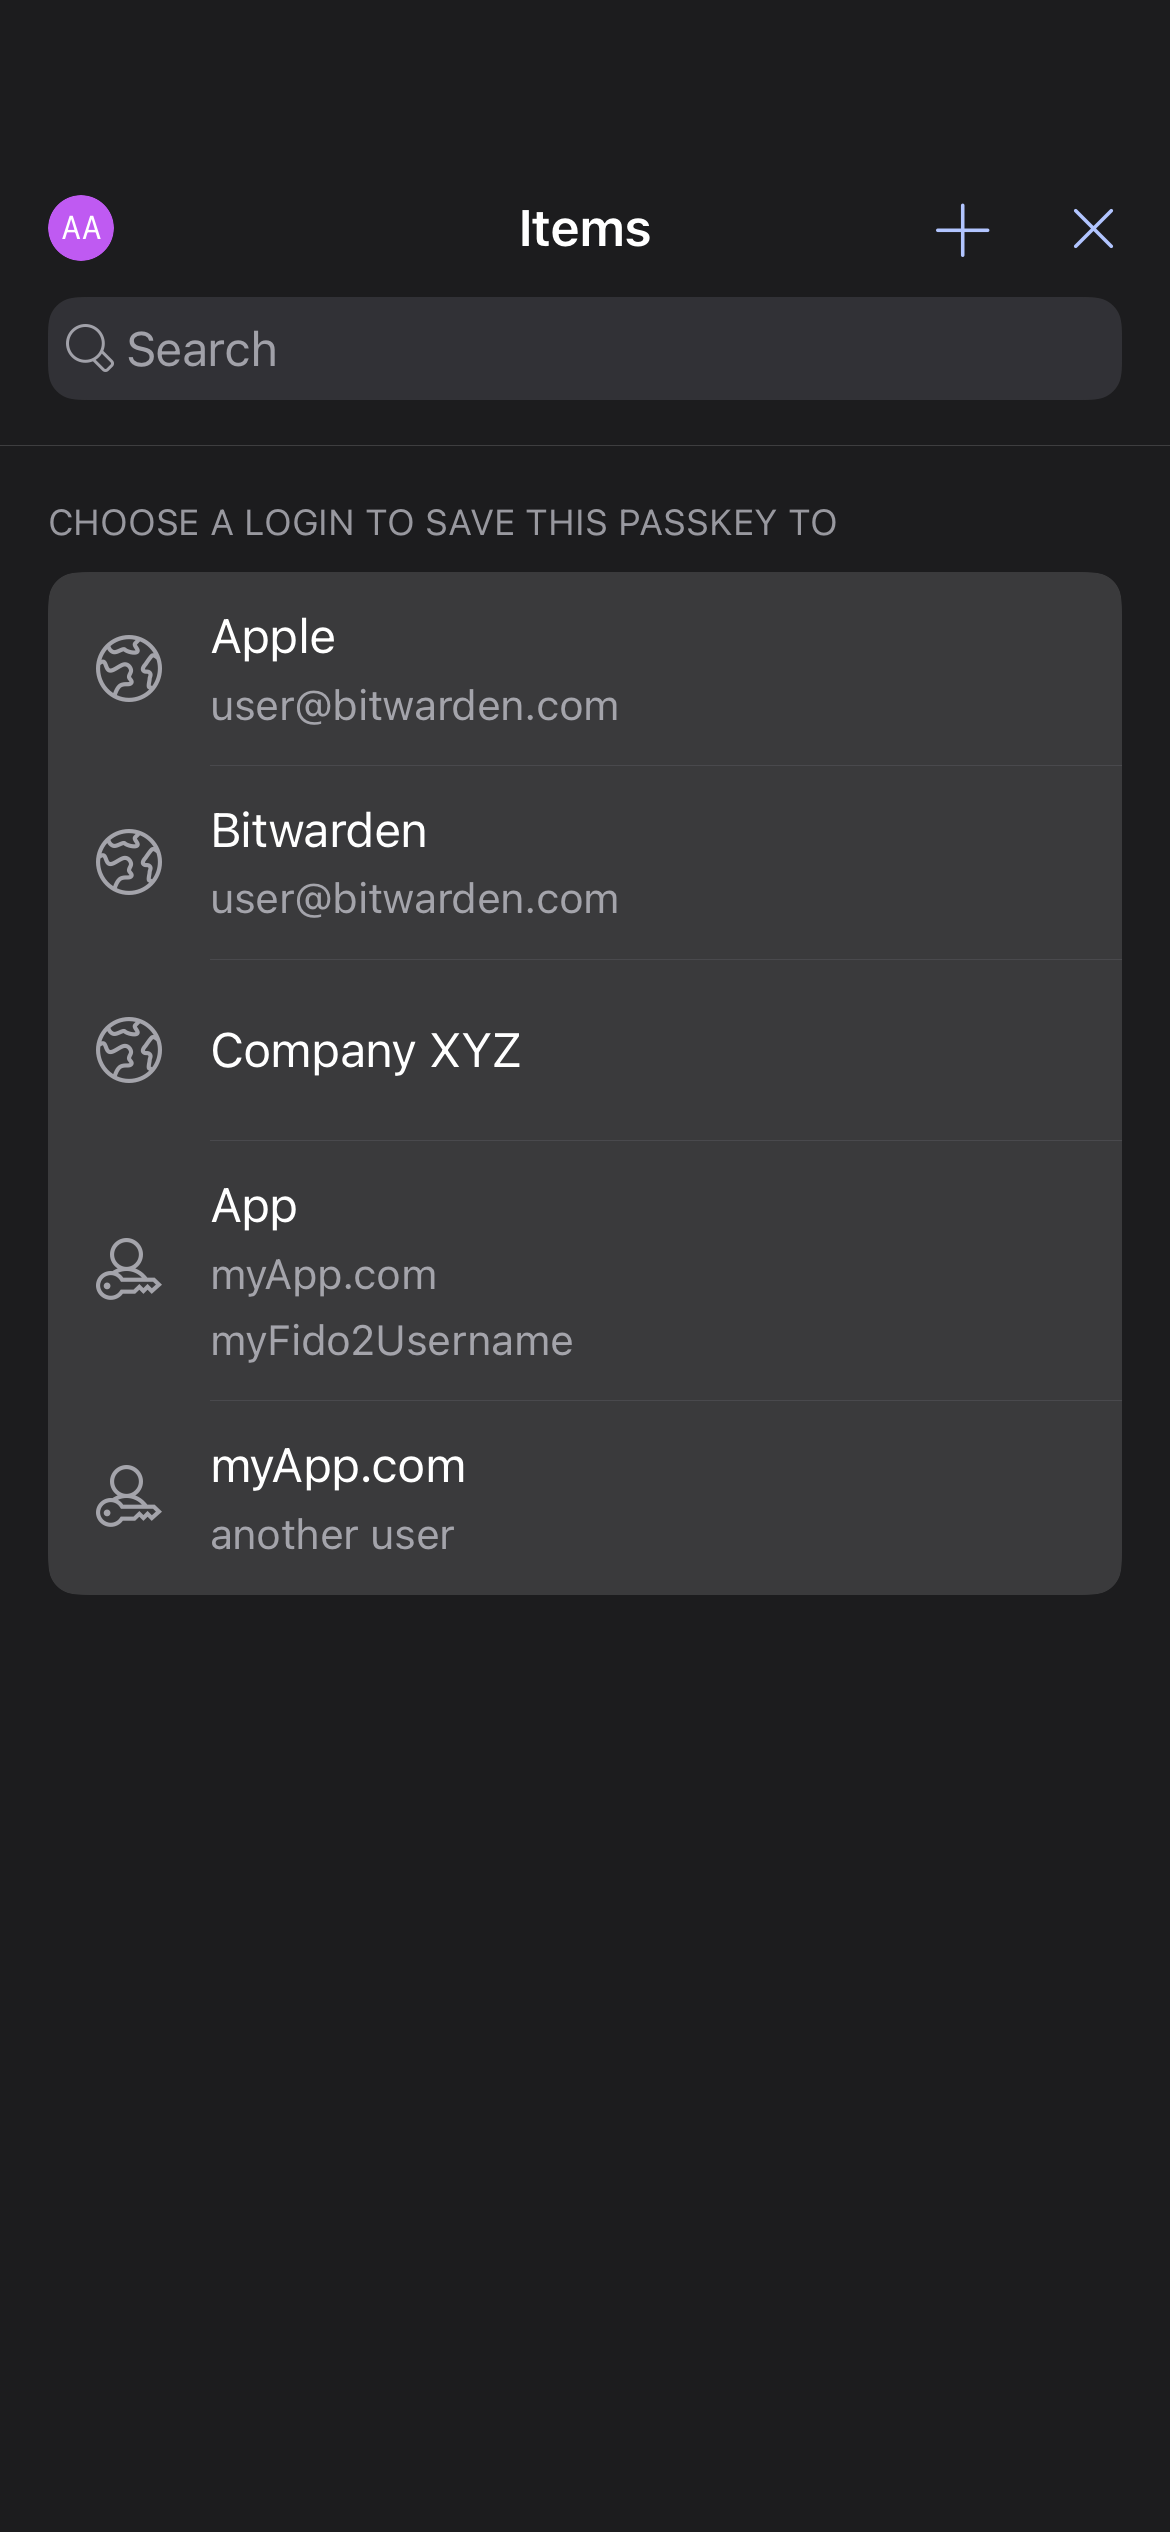 AA
Items
Search
CHOOSE A LOGIN TO SAVE THIS PASSKEY TO
Apple
user@bitwarden.com
Bitwarden
user@bitwarden.com
Company XYZ
App
myApp.com
myFido2Username
myApp.com
another user